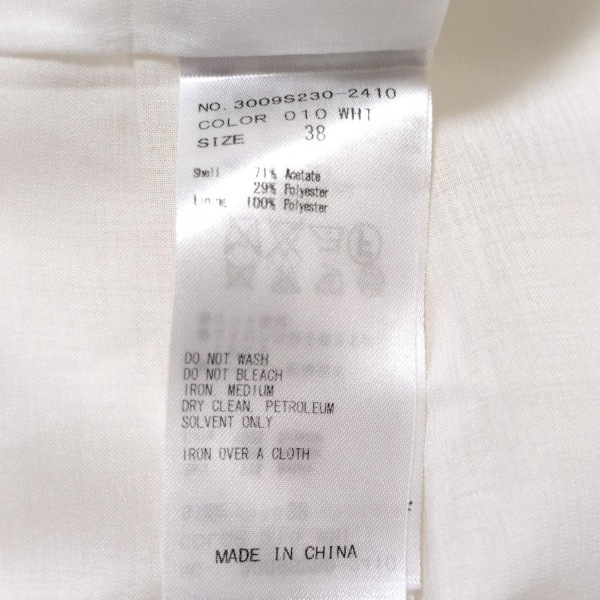 NO. 3009S230-2410
COLOR 010 WHT
SIZE 38
Shell 71% Acetate
29% Polyester
Lining 100% Polyester
DO NOT WASH
DO NOT BLEACH
IRON. MEDIUM
DRY CLEAN. PETROLEUM
SOLVENT ONLY
IRON OVER A CLOTH
MADE IN CHINA